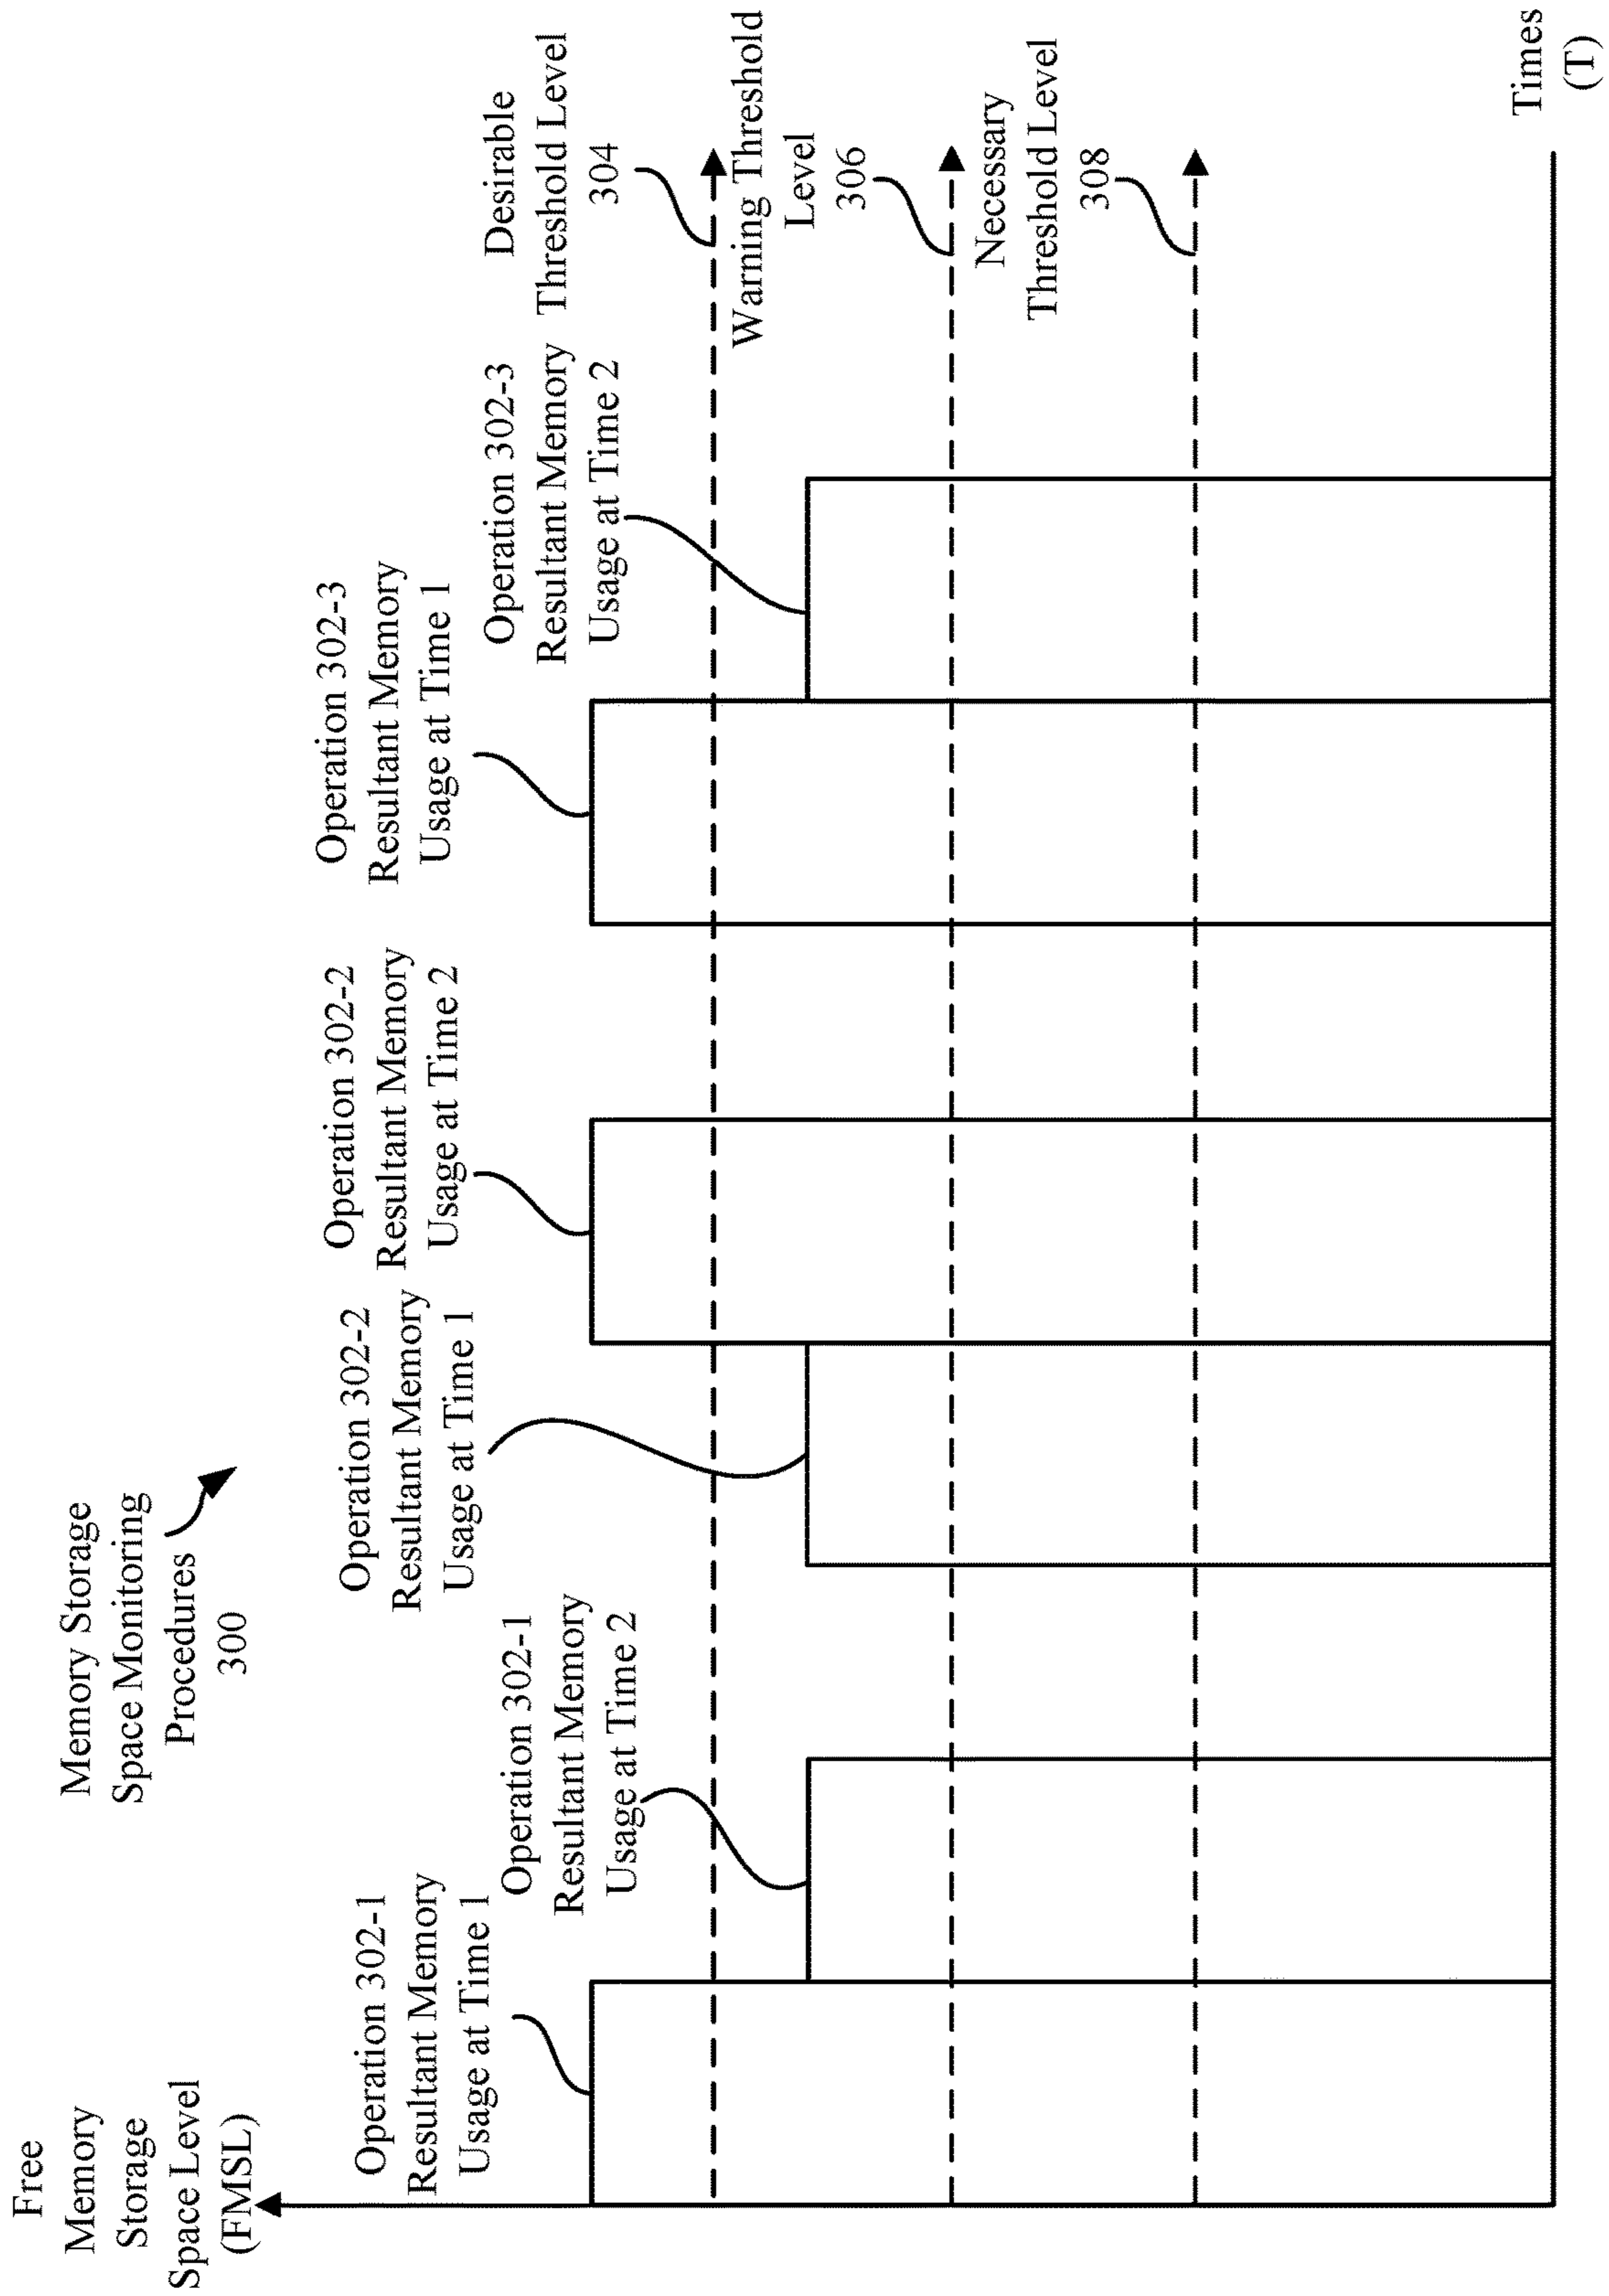 Memory Storage
Space Monitoring
Procedures
300
Free
Memory
Storage
Space Level
(FMSL)
Operation 302-1
Resultant Memory
Usage at Time 1
Operation 302-1
Resultant Memory
Usage at Time 2
Operation 302-2
Resultant Memory
Usage at Time 1
Operation 302-2
Resultant Memory
Usage at Time 2
Operation 302-3
Resultant Memory
Usage at Time 1
Operation 302-3
Resultant Memory
Usage at Time 2
Desirable
Threshold Level
304
Warning Threshold
Level
306
Necessary
Threshold Level
308
Times
(T)